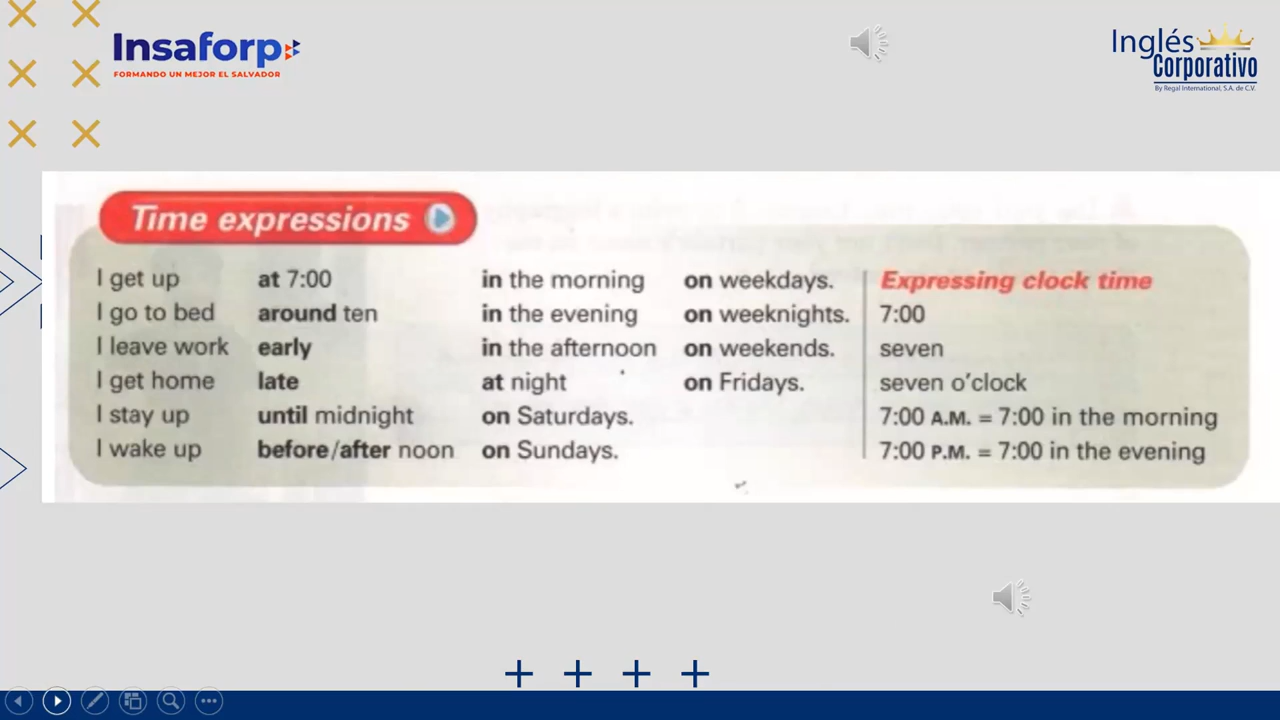 Insaforp
FORMANDO UN MEJOR EL SALVADOR
Inglés
Corporativo
By Regal International, S.A. de C.V.
Time expressions
I get up at 7:00 in the morning on weekdays.
I go to bed around ten in the evening on weeknights.
I leave work early in the afternoon on weekends.
I get home late at night on Fridays.
I stay up until midnight on Saturdays.
I wake up before/after noon on Sundays.
Expressing clock time
7:00
seven
seven o'clock
7:00 A.M. = 7:00 in the morning
7:00 P.M. = 7:00 in the evening